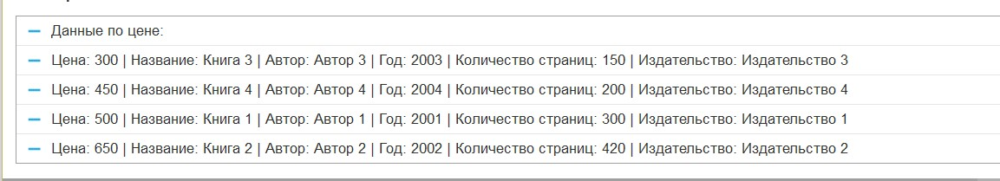 Данные по цене:
Цена: 300 | Название: Книга 3 | Автор: Автор 3 | Год: 2003 | Количество страниц: 150 | Издательство: Издательство 3
Цена: 450 | Название: Книга 4 | Автор: Автор 4 | Год: 2004 | Количество страниц: 200 | Издательство: Издательство 4
Цена: 500 | Название: Книга 1 | Автор: Автор 1 | Год: 2001 | Количество страниц: 300 | Издательство: Издательство 1
Цена: 650 | Название: Книга 2 | Автор: Автор 2 | Год: 2002 | Количество страниц: 420 | Издательство: Издательство 2